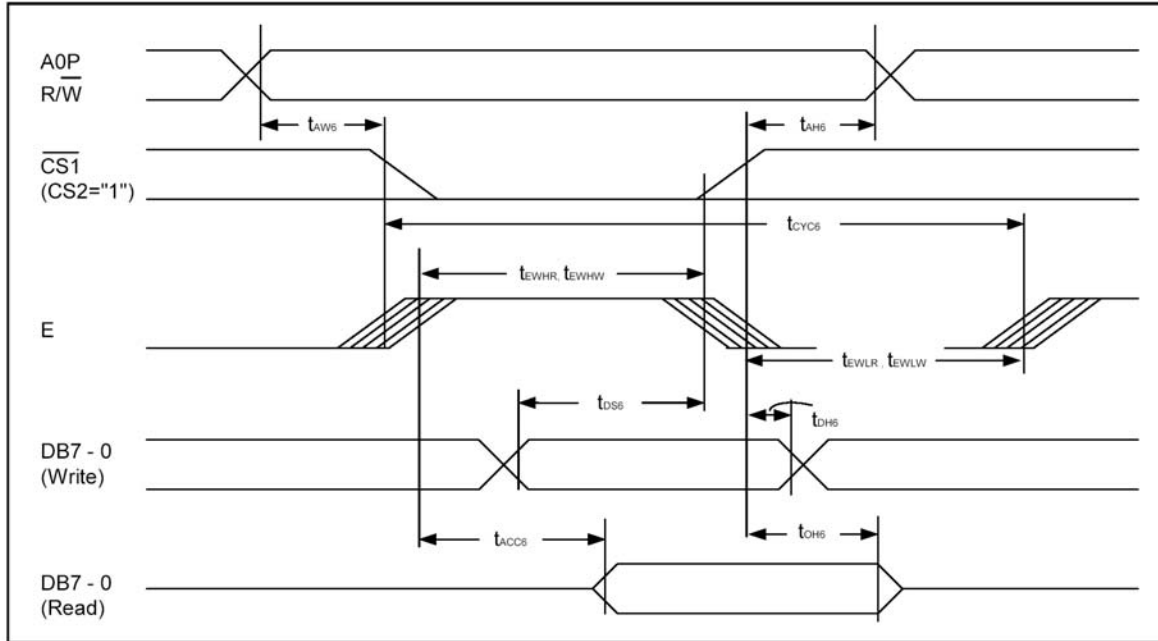 A0P
R/W
tAW6
tAH6
CS1
(CS2="1")
tCYC6
tEWHR, tEWHW
E
tEWLR , tEWLW
tDS6
tDH6
DB7 - 0
(Write)
tACC6
tOH6
DB7 - 0
(Read)